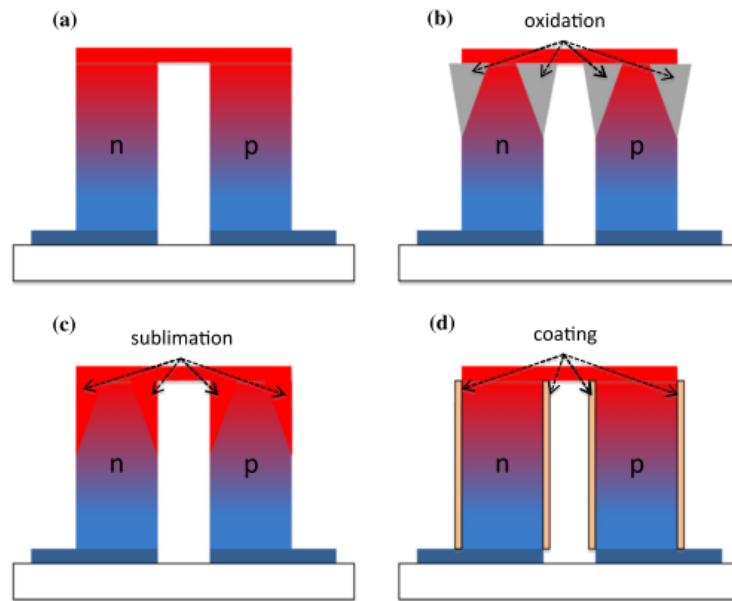 (a)
n p
(b)
oxidation
n p
(c)
sublimation
n p
(d)
coating
n p